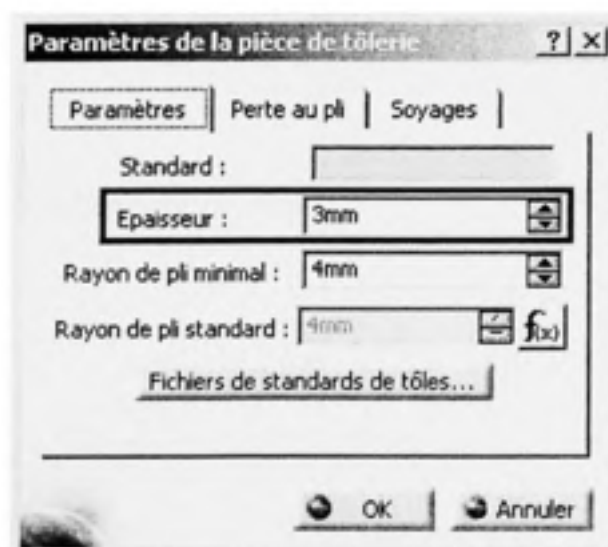 Paramètres de la pièce de tôlerie ? ×
Paramètres Perte au pli Soyages
Standard :
Epaisseur : 3mm
Rayon de pli minimal : 4mm
Rayon de pli standard : 4mm f(x)
Fichiers de standards de tôles...
OK Annuler